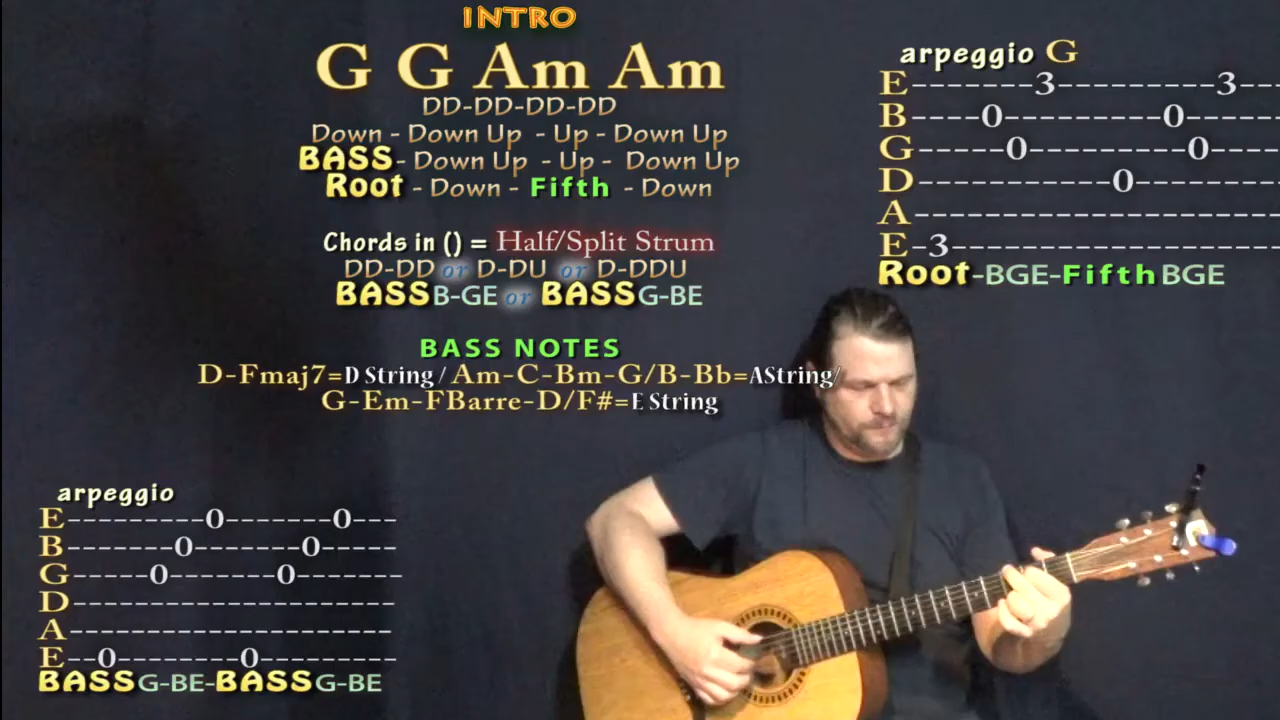 INTRO
G G Am Am
DD-DD-DD-DD
Down - Down Up - Up - Down Up
BASS - Down Up - Up - Down Up
Root - Down - Fifth - Down
Chords in () = Half/Split Strum
DD-DD or D-DU or D-DDU
BASS B-GE or BASS G-BE
BASS NOTES
D-Fmaj7=D String / Am-C-Bm-G/B-Bb=A String/
G-Em-FBarre-D/F#=E String
arpeggio G
E-------3----------3---
B----0----------0------
G------0----------0----
D------------0---------
A----------------------
E-3--------------------
Root-BGE-Fifth BGE
arpeggio
E---------0-------0---
B-------0-------0-----
G-----0-------0-------
D---------------------
A---------------------
E--0--------0---------
BASS G-BE-BASS G-BE